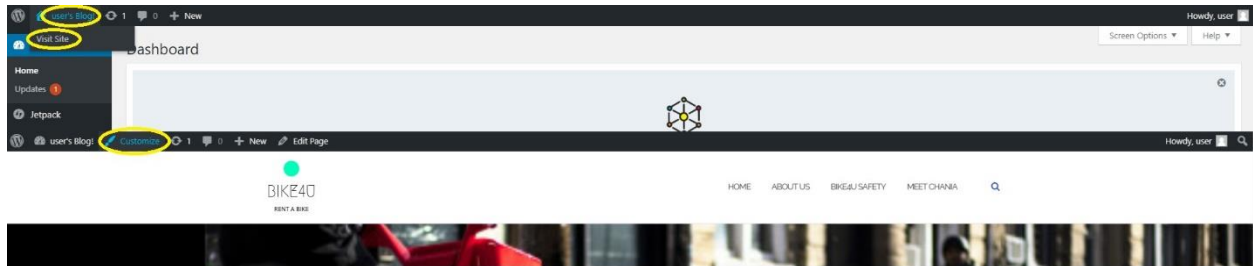 user's Blog! 1 0 + New Howdy, user
Visit Site
Screen Options ▼ Help ▼
Dashboard
Home
Updates 1
Jetpack
user's Blog! Customize 1 0 + New Edit Page Howdy, user
BIKE4U
RENT A BIKE
HOME ABOUT US BIKE4U SAFETY MEET CHANIA